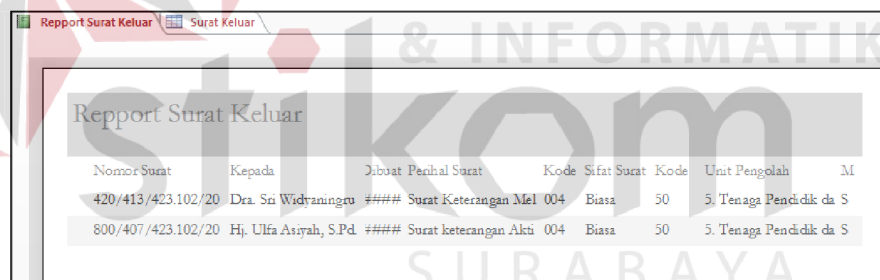 Repport Surat Keluar Surat Keluar
& INFORMATIK
stikom
Repport Surat Keluar
Nomor Surat Kepada Dibuat Perihal Surat Kode Sifat Surat Kode Unit Pengolah M
420/413/423.102/20 Dra. Sri Widyaningru #### Surat Keterangan Mel 004 Biasa 50 5. Tenaga Pendidik da S
800/407/423.102/20 Hj. Ulfa Asiyah, S.Pd. #### Surat keterangan Akti 004 Biasa 50 5. Tenaga Pendidik da S
SURABAYA